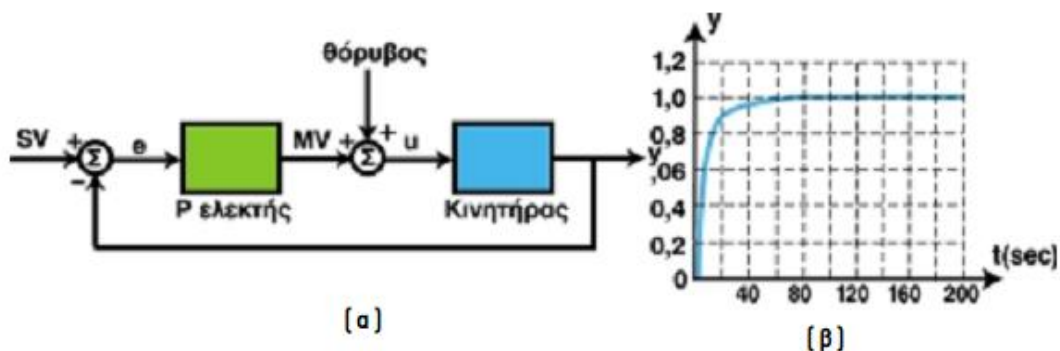 θόρυβος
SV + Σ - e
P ελεκτής
MV + + Σ u
Κινητήρας
y
(α)
y
1,2
1,0
0,8
,06
0,4
0,2
0
40 80 120 160 200
t(sec)
(β)